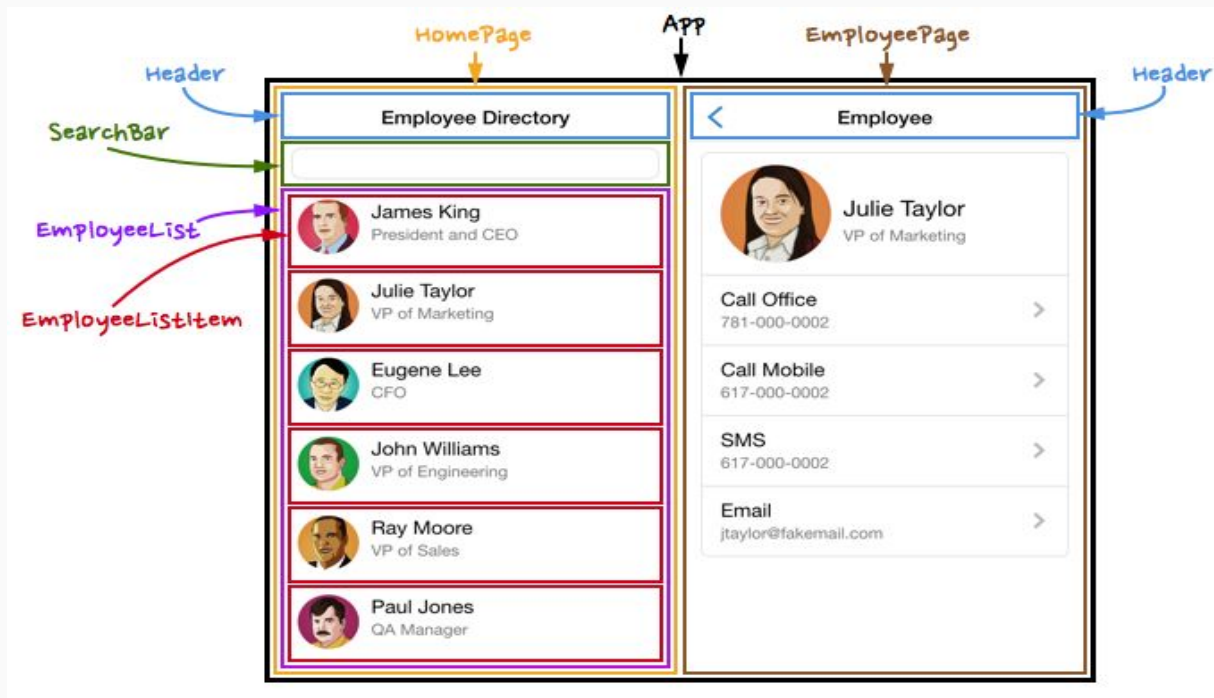 HomePage
App
EmployeePage
Header
Header
SearchBar
EmployeeList
EmployeeListItem
Employee Directory
James King
President and CEO
Julie Taylor
VP of Marketing
Eugene Lee
CFO
John Williams
VP of Engineering
Ray Moore
VP of Sales
Paul Jones
QA Manager
Employee
Julie Taylor
VP of Marketing
Call Office
781-000-0002
Call Mobile
617-000-0002
SMS
617-000-0002
Email
jtaylor@fakemail.com